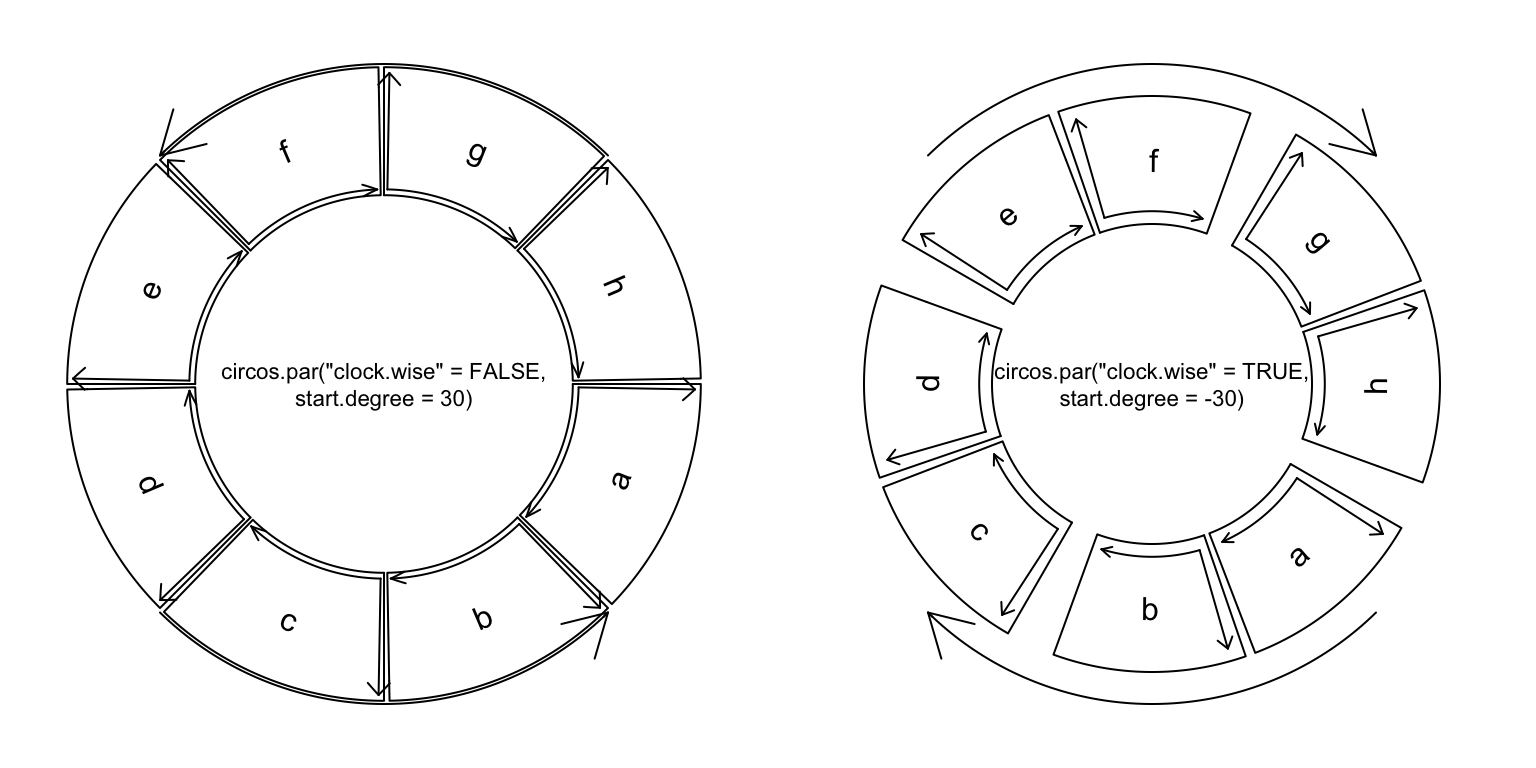 f
g
e
h
circos.par("clock.wise" = FALSE,
start.degree = 30)
d
a
c
b
f
e
g
d
circos.par("clock.wise" = TRUE,
start.degree = -30)
h
c
a
b